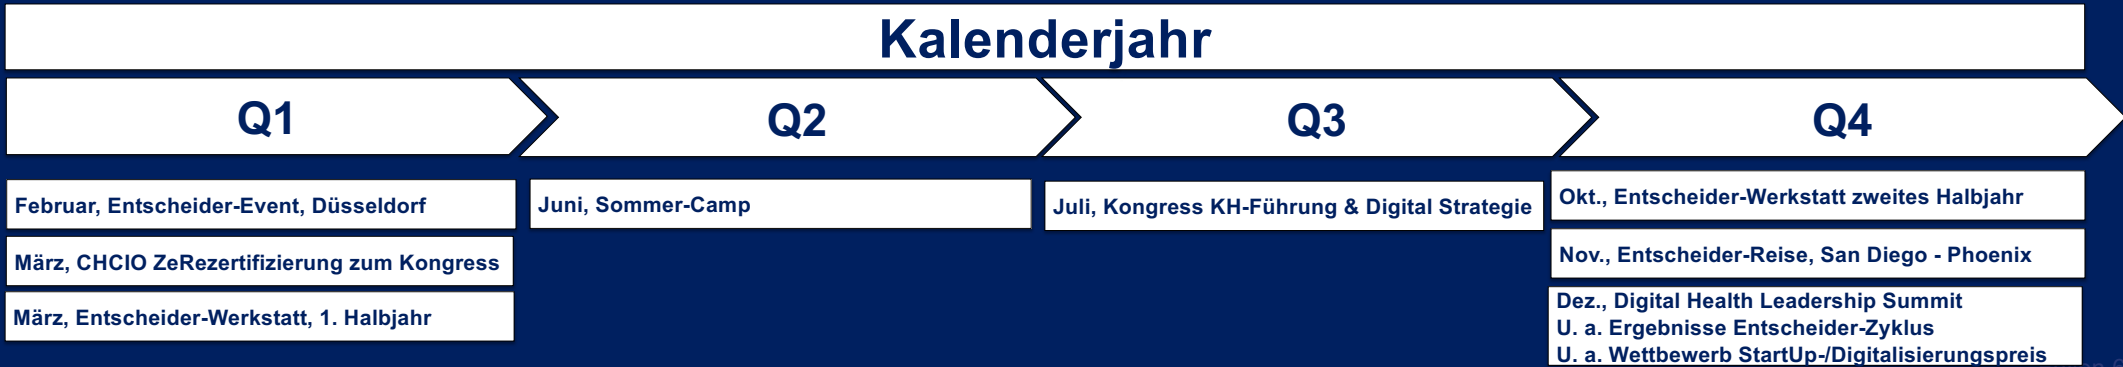 Kalenderjahr
Q1
Q2
Q3
Q4
Februar, Entscheider-Event, Düsseldorf
März, CHCIO ZeRezertifizierung zum Kongress
März, Entscheider-Werkstatt, 1. Halbjahr
Juni, Sommer-Camp
Juli, Kongress KH-Führung & Digital Strategie
Okt., Entscheider-Werkstatt zweites Halbjahr
Nov., Entscheider-Reise, San Diego - Phoenix
Dez., Digital Health Leadership Summit
U. a. Ergebnisse Entscheider-Zyklus
U. a. Wettbewerb StartUp-/Digitalisierungspreis